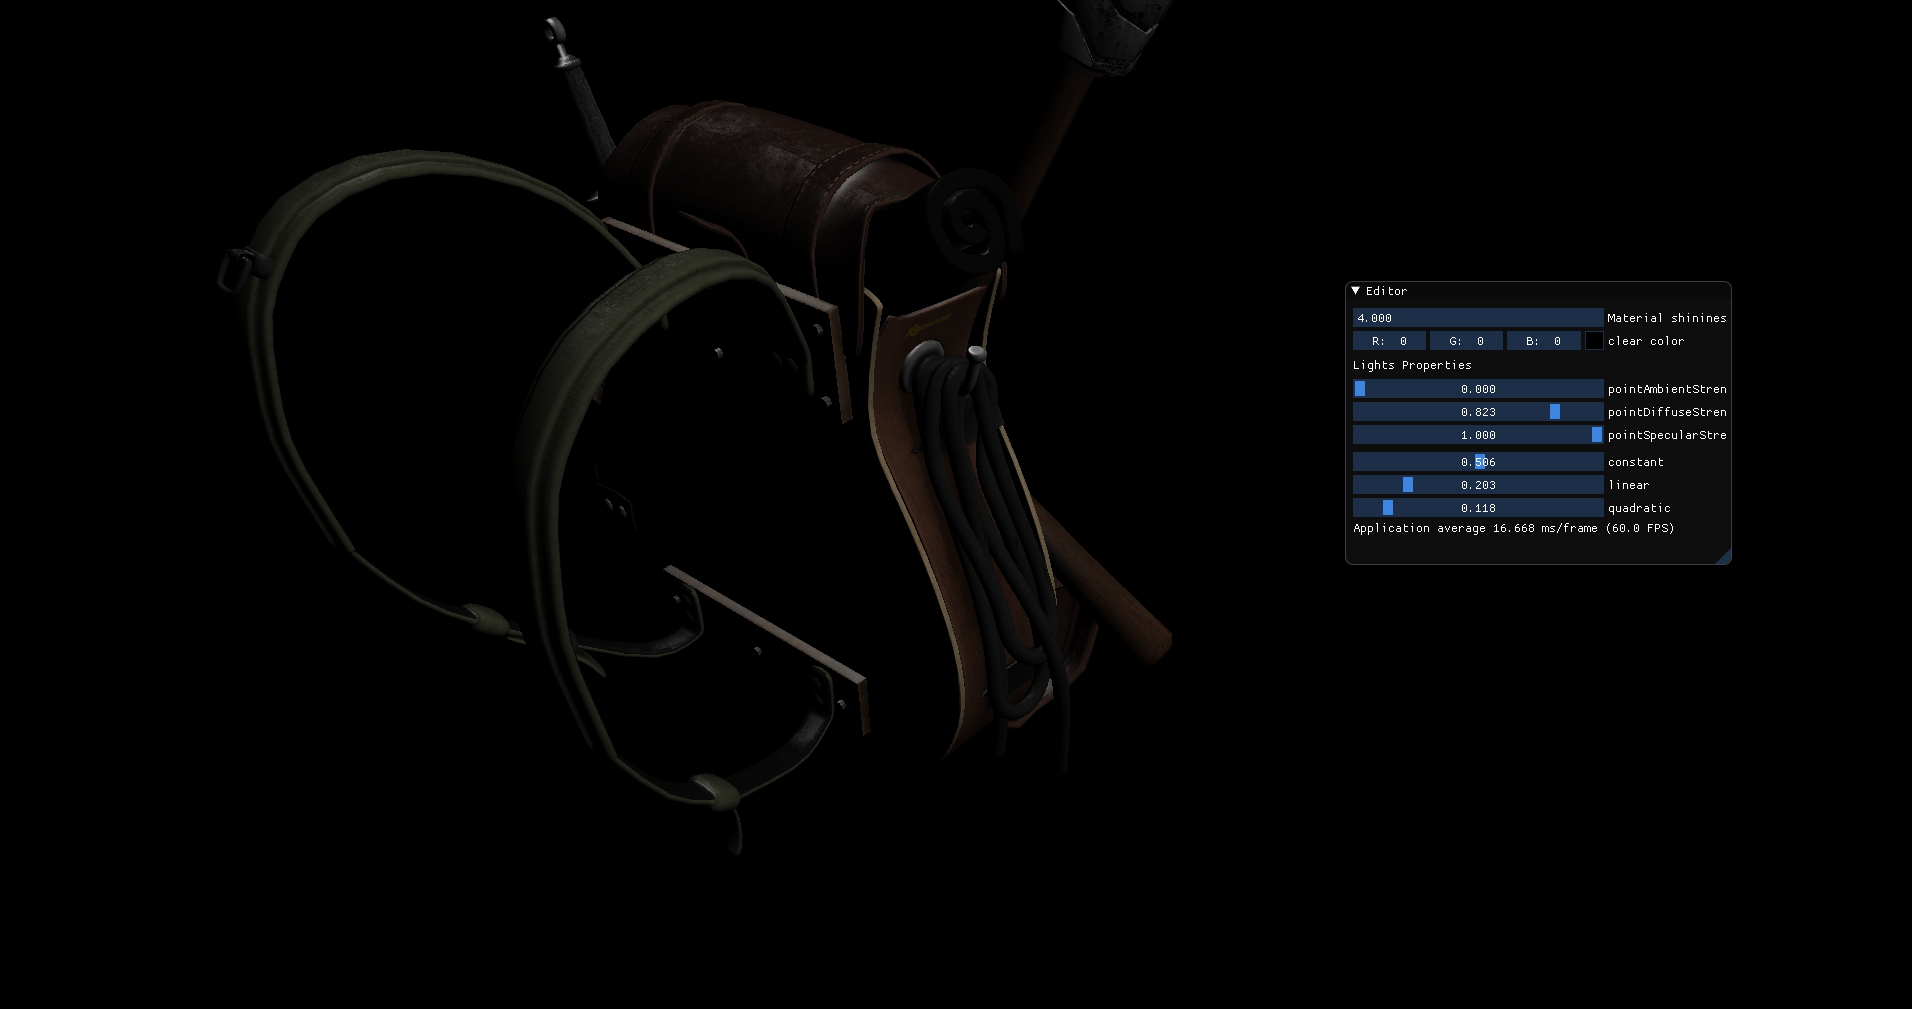 Editor
4.000 Material shinines
R: 0 G: 0 B: 0 clear color
Lights Properties
0.000 pointAmbientStren
0.823 pointDiffuseStren
1.000 pointSpecularStre
0.506 constant
0.203 linear
0.118 quadratic
Application average 16.668 ms/frame (60.0 FPS)